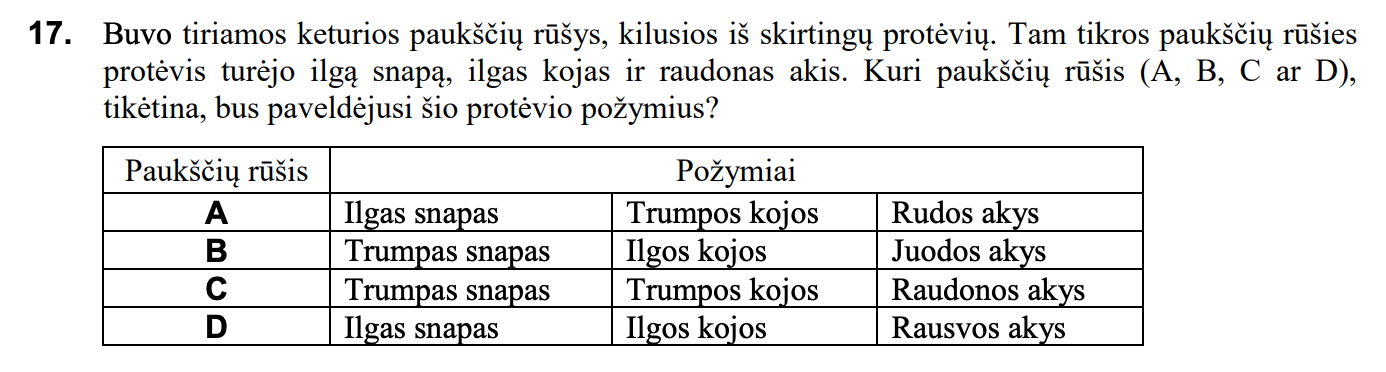 17. Buvo tiriamos keturios paukščių rūšys, kilusios iš skirtingų protėvių. Tam tikros paukščių rūšies
protėvis turėjo ilgą snapą, ilgas kojas ir raudonas akis. Kuri paukščių rūšis (A, B, C ar D),
tikėtina, bus paveldėjusi šio protėvio požymius?
Paukščių rūšis Požymiai
A Ilgas snapas Trumpos kojos Rudos akys
B Trumpas snapas Ilgos kojos Juodos akys
C Trumpas snapas Trumpos kojos Raudonos akys
D Ilgas snapas Ilgos kojos Rausvos akys